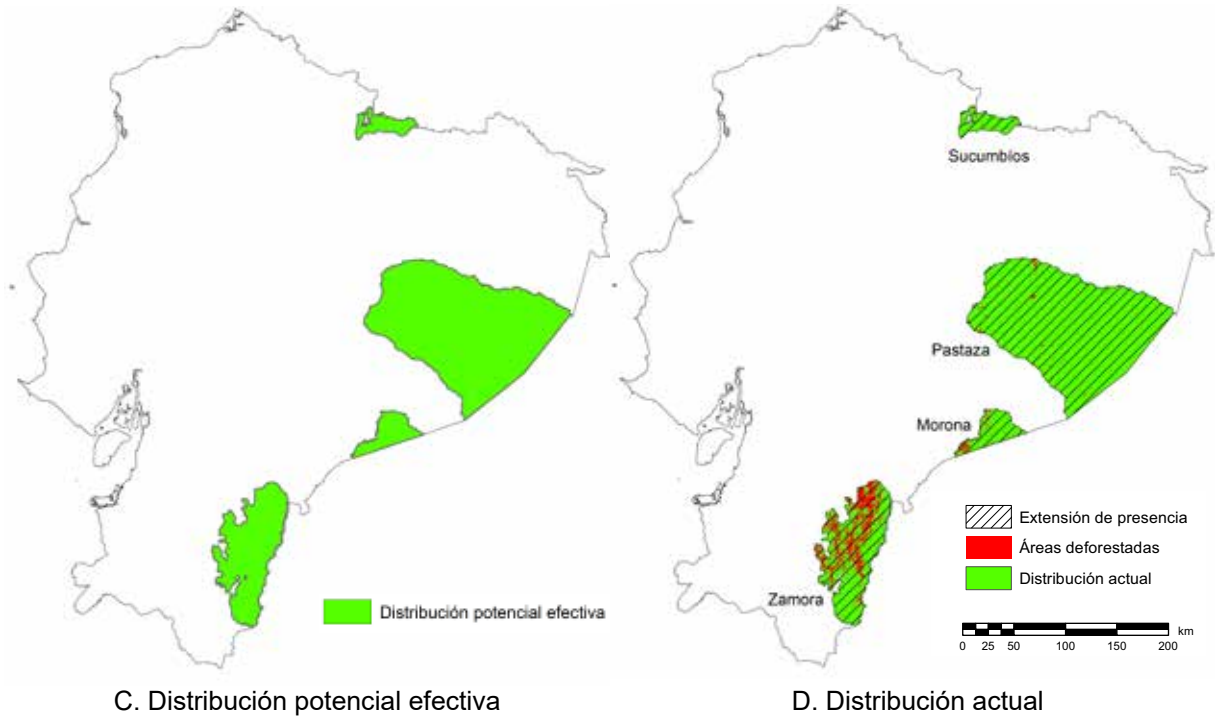 Sucumbios
Pastaza
Morona
Extensión de presencia
Áreas deforestadas
Distribución actual
Zamora
Distribución potencial efectiva
km
0 25 50 100 150 200
C. Distribución potencial efectiva
D. Distribución actual